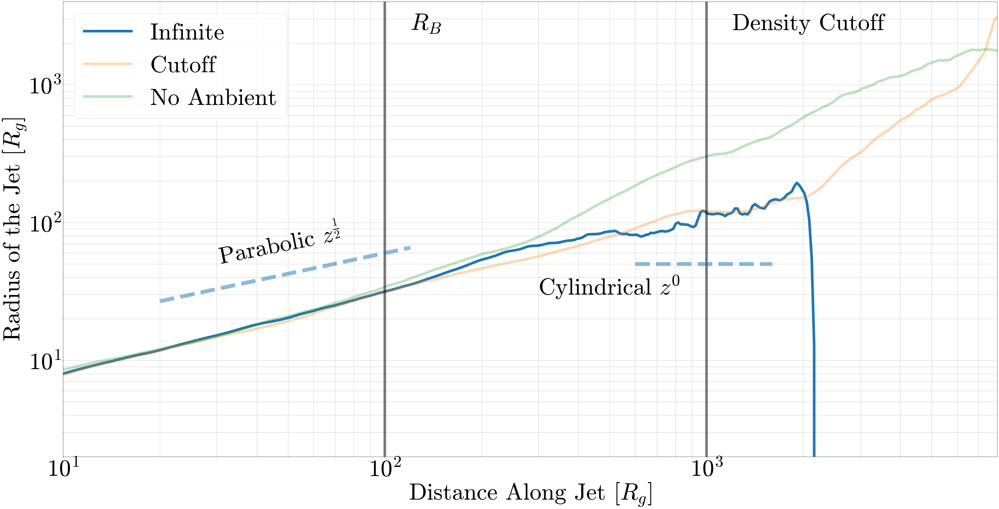 Infinite
Cutoff
No Ambient
R_B
Density Cutoff
Parabolic z^{1/2}
Cylindrical z^0
Radius of the Jet [R_g]
10^3
10^2
10^1
10^1
10^2
10^3
Distance Along Jet [R_g]